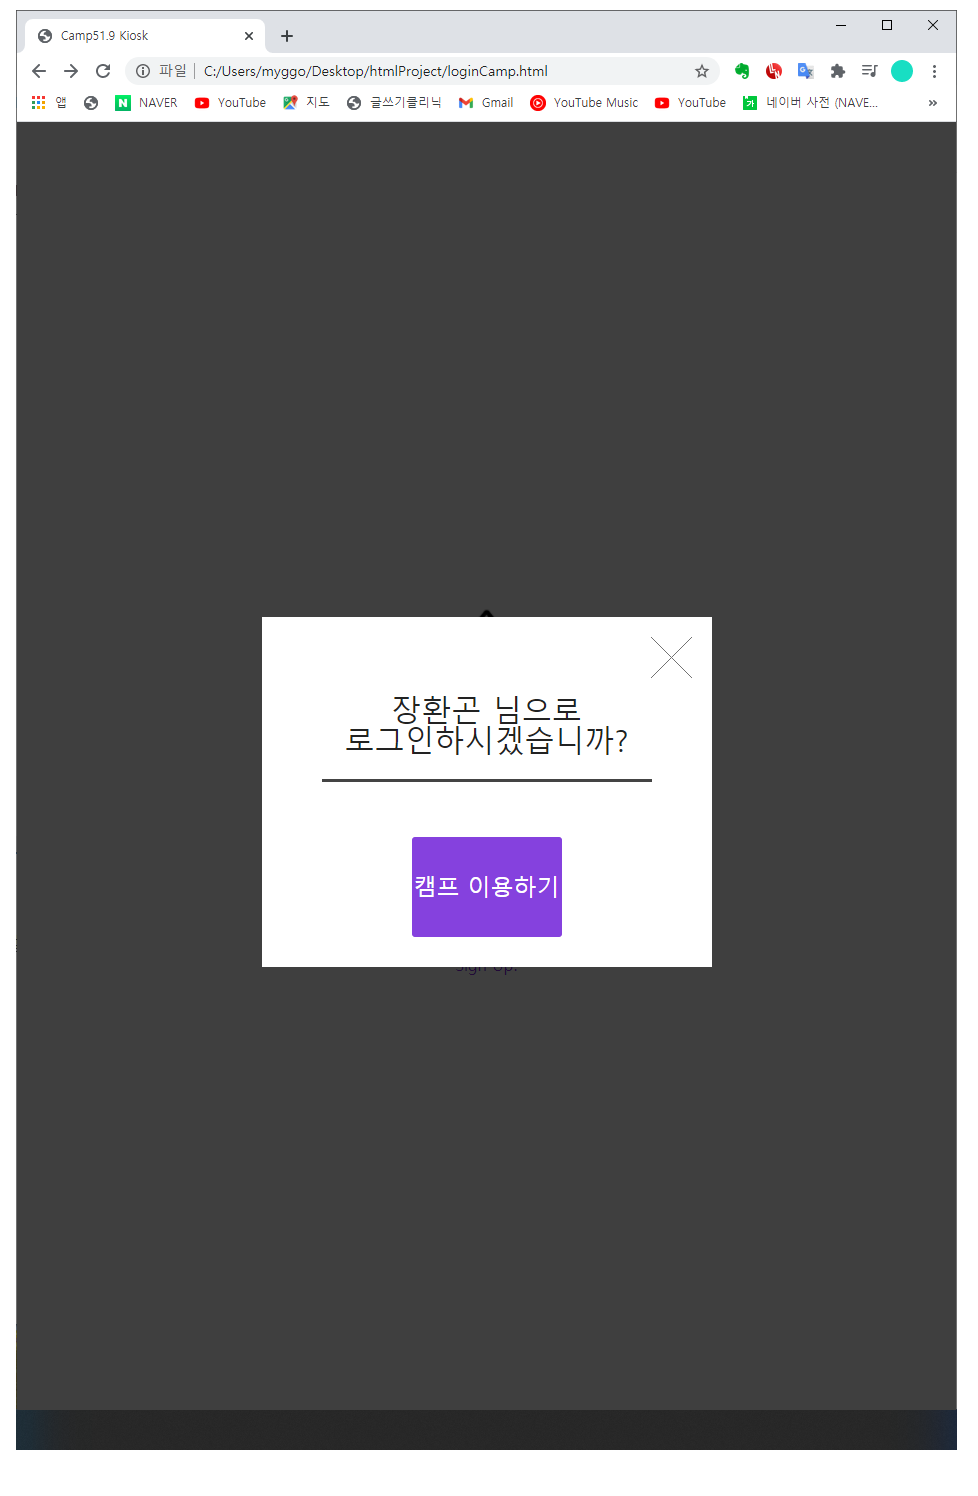 Camp51.9 Kiosk
파일 C:/Users/myggo/Desktop/htmlProject/loginCamp.html
앱 NAVER YouTube 지도 글쓰기클리닉 Gmail YouTube Music YouTube 네이버 사전 (NAVE...
장환곤 님으로
로그인하시겠습니까?
캠프 이용하기